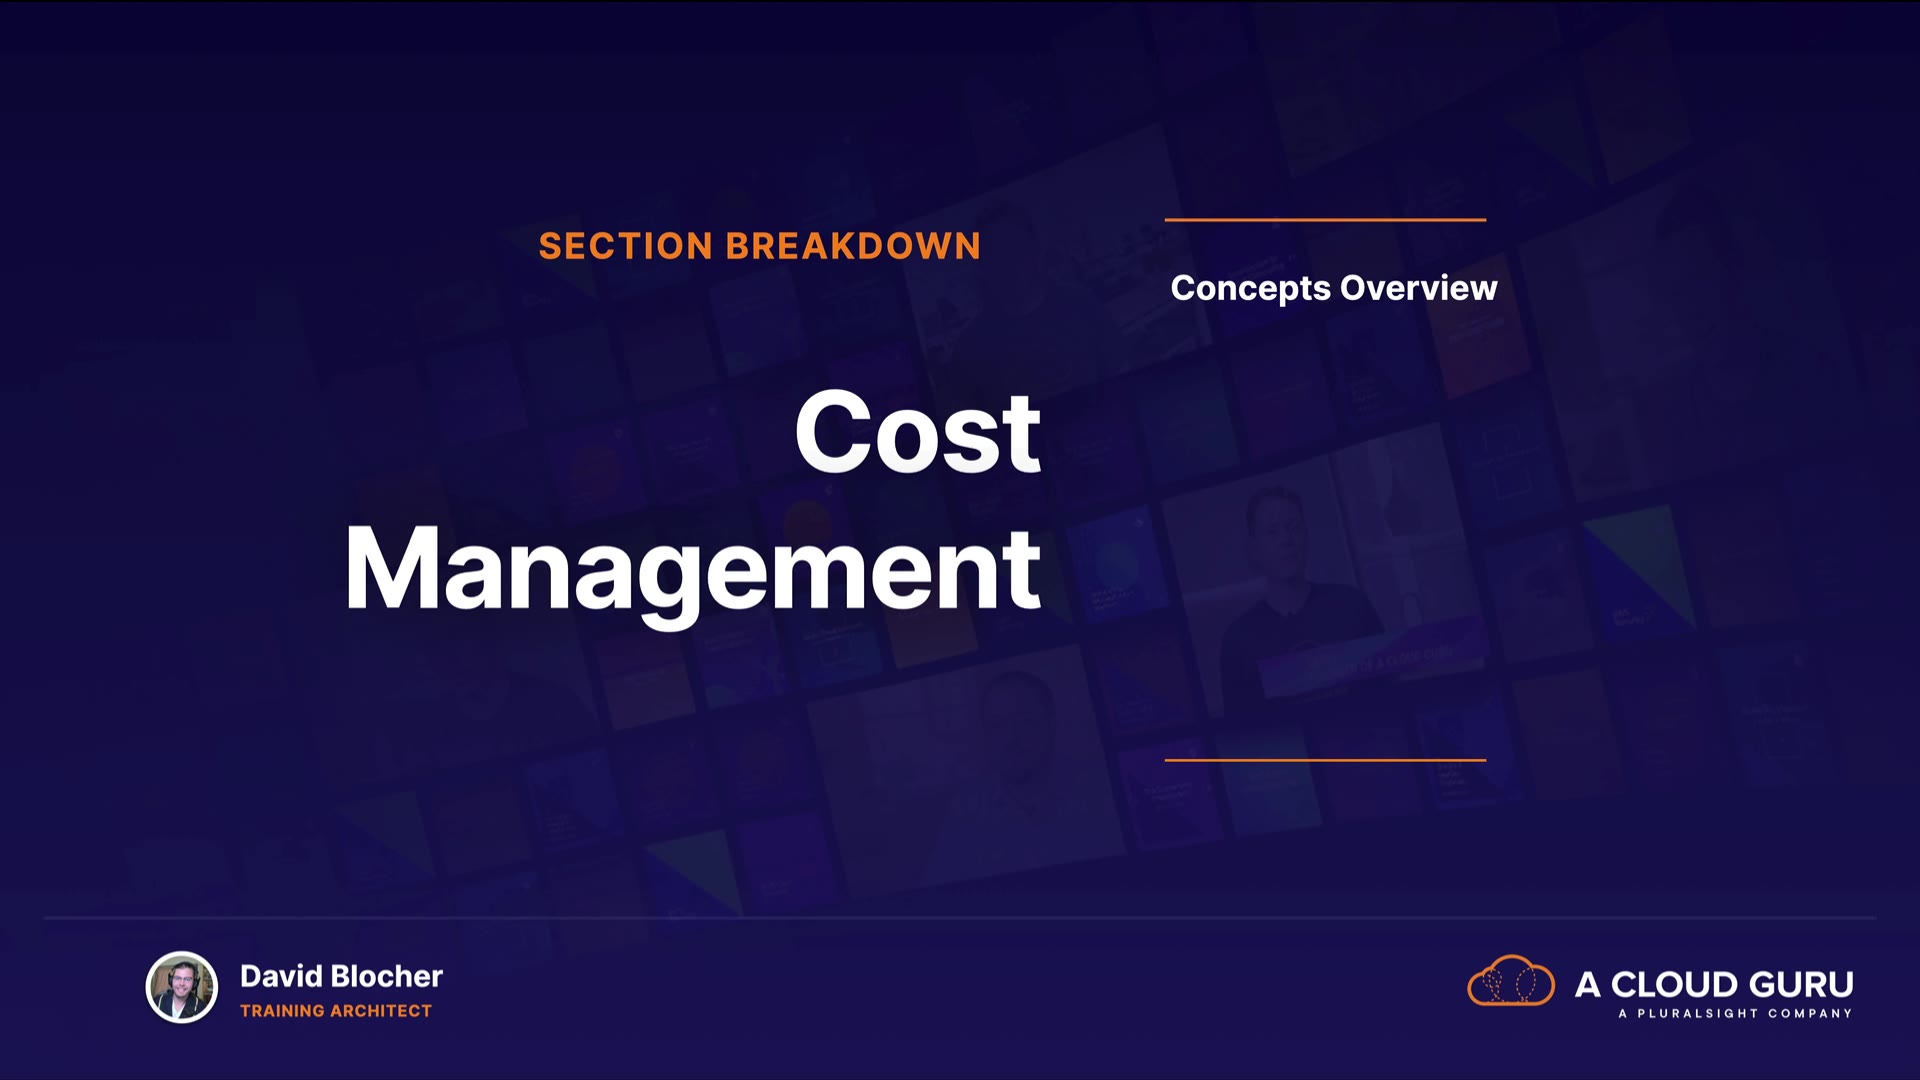 SECTION BREAKDOWN
Cost
Management
Concepts Overview
David Blocher
TRAINING ARCHITECT
A CLOUD GURU
A PLURALSIGHT COMPANY